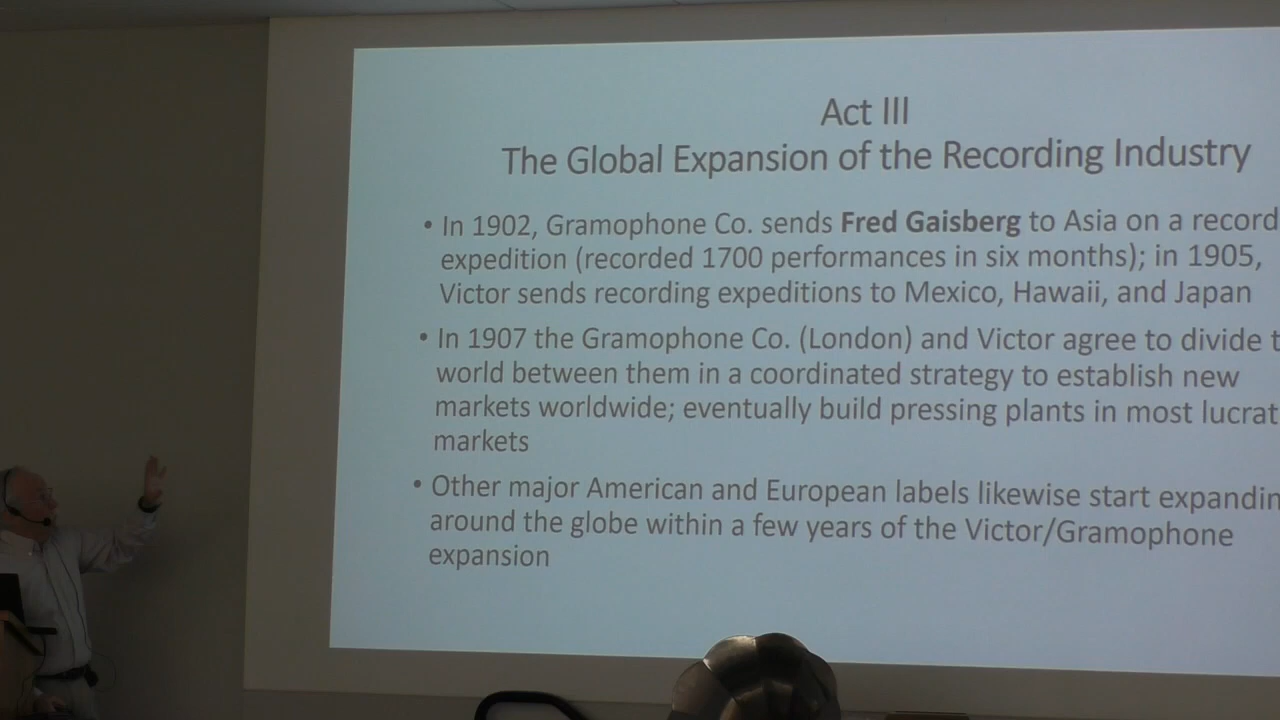 Act III
The Global Expansion of the Recording Industry
• In 1902, Gramophone Co. sends Fred Gaisberg to Asia on a record
expedition (recorded 1700 performances in six months); in 1905,
Victor sends recording expeditions to Mexico, Hawaii, and Japan
• In 1907 the Gramophone Co. (London) and Victor agree to divide t
world between them in a coordinated strategy to establish new
markets worldwide; eventually build pressing plants in most lucrat
markets
• Other major American and European labels likewise start expandin
around the globe within a few years of the Victor/Gramophone
expansion